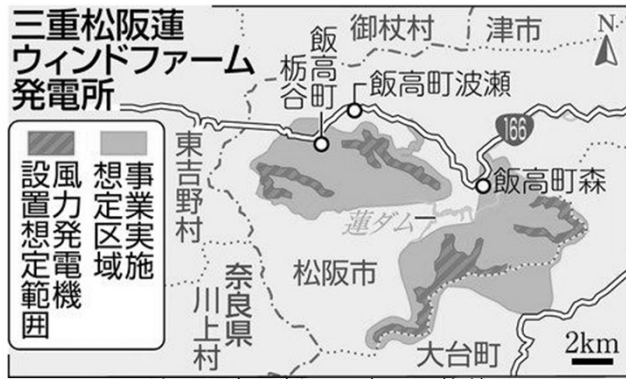 三重松阪蓮
ウィンドファーム
発電所
風力発電機
設置想定範囲
事業実施
想定区域
御杖村
津市
N
飯高町
栃谷
飯高町波瀬
166
飯高町森
東吉野村
蓮ダム
松阪市
奈良県
川上村
大台町
2km